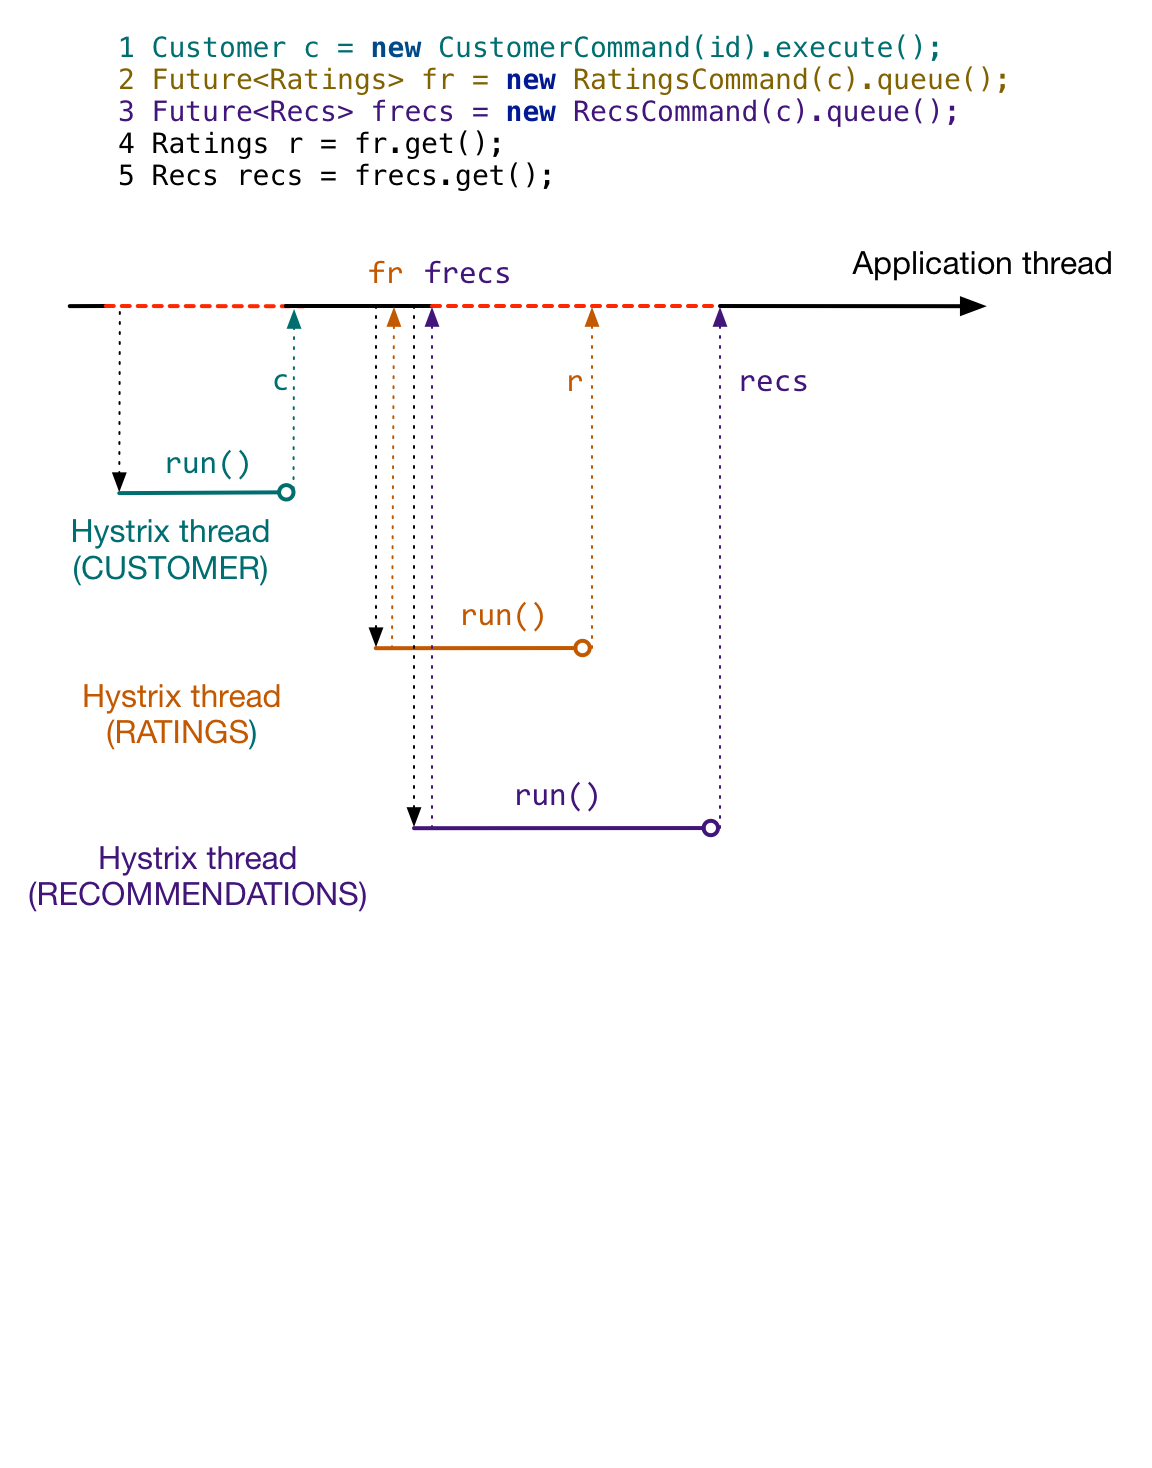 1 Customer c = new CustomerCommand(id).execute();
2 Future<Ratings> fr = new RatingsCommand(c).queue();
3 Future<Recs> frecs = new RecsCommand(c).queue();
4 Ratings r = fr.get();
5 Recs recs = frecs.get();
Application thread
fr frecs
c
r
recs
run()
Hystrix thread
(CUSTOMER)
run()
Hystrix thread
(RATINGS)
run()
Hystrix thread
(RECOMMENDATIONS)